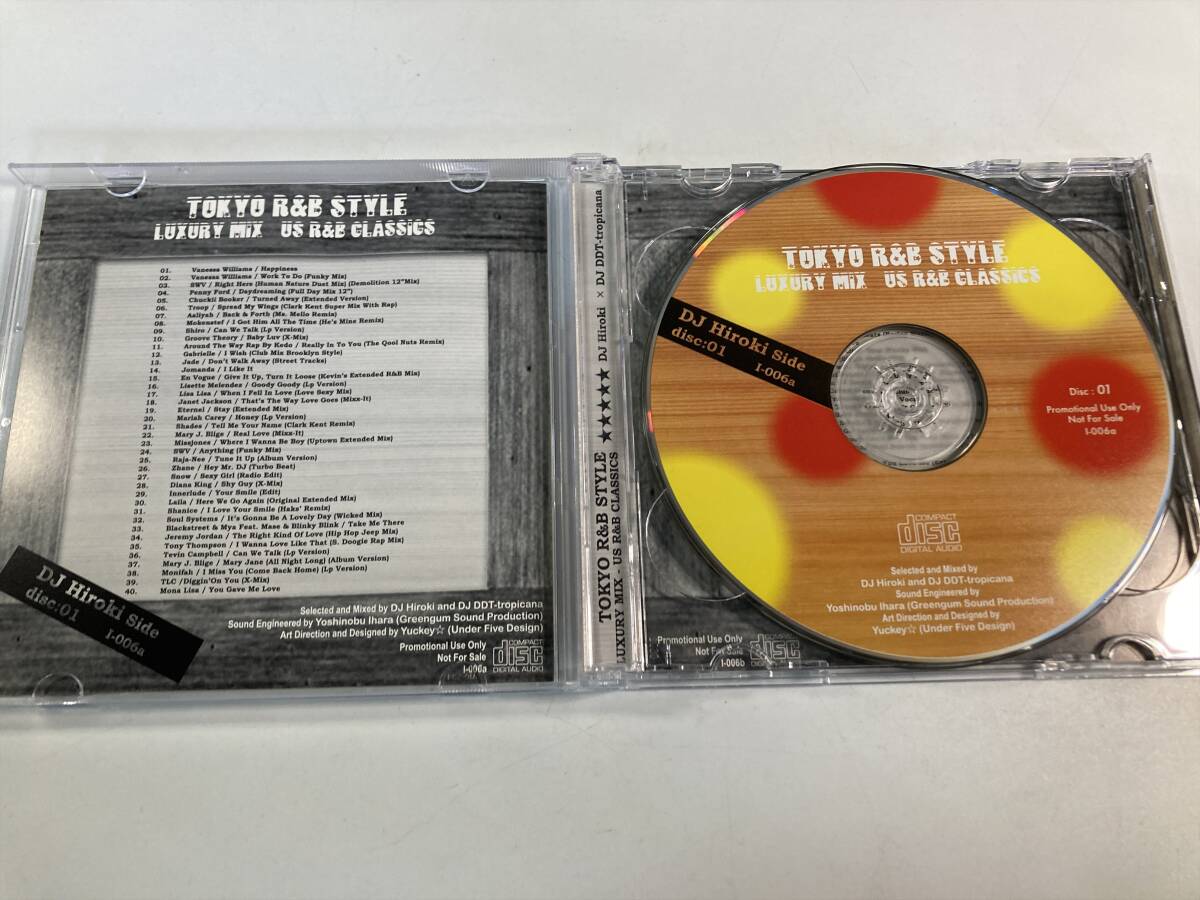 TOKYO R&B STYLE
LUXURY MIX US R&B CLASSICS
01. Vanessa Williams / Happiness
02. Vanessa Williams / Work To Do (Funky Mix)
03. SWV / Right Here (Human Nature Duet Mix) (Demolition 12"Mix)
04. Penny Ford / Daydreaming (Full Day Mix 12")
05. Chuckii Booker / Turned Away (Extended Version)
06. Troop / Spread My Wings (Clark Kent Super Mix With Rap)
07. Aaliyah / Back & Forth (Ms. Mello Remix)
08. Mokenstef / I Got Him All The Time (He's Mine Remix)
09. Shiro / Can We Talk (Lp Version)
10. Groove Theory / Baby Luv (X-Mix)
11. Around The Way Rap By Kedo / Really In To You (The Qool Nuts Remix)
12. Gabrielle / I Wish (Club Mix Brooklyn Style)
13. Jade / Don't Walk Away (Street Tracks)
14. Jomanda / I Like It
15. En Vogue / Give It Up, Turn It Loose (Kevin's Extended R&B Mix)
16. Lisette Melendez / Goody Goody (Lp Version)
17. Lisa Lisa / When I Fell In Love (Love Sexy Mix)
18. Janet Jackson / That's The Way Love Goes (Mixx-It)
19. Eternel / Stay (Extended Mix)
20. Mariah Carey / Honey (Lp Version)
21. Shades / Tell Me Your Name (Clark Kent Remix)
22. Mary J. Blige / Real Love (Mixx-It)
23. Missjones / Where I Wanna Be Boy (Uptown Extended Mix)
24. SWV / Anything (Funky Mix)
25. Raja-Nee / Tune It Up (Album Version)
26. Zhane / Hey Mr. DJ (Turbo Beat)
27. Snow / Sexy Girl (Radio Edit)
28. Diana King / Shy Guy (X-Mix)
29. Innerlude / Your Smile (Edit)
30. Laila / Here We Go Again (Original Extended Mix)
31. Shanice / I Love Your Smile (Haks' Remix)
32. Soul Systems / It's Gonna Be A Lovely Day (Wicked Mix)
33. Blackstreet & Mya Feat. Mase & Blinky Blink / Take Me There
34. Jeremy Jordan / The Right Kind Of Love (Hip Hop Jeep Mix)
35. Tony Thompson / I Wanna Love Like That (S. Doogie Rap Mix)
36. Tevin Campbell / Can We Talk (Lp Version)
37. Mary J. Blige / Mary Jane (All Night Long) (Album Version)
38. Monifah / I Miss You (Come Back Home) (Lp Version)
39. TLC /Diggin'On You (X-Mix)
40. Mona Lisa / You Gave Me Love
DJ Hiroki Side
disc:01 I-006a
Selected and Mixed by DJ Hiroki and DJ DDT-tropicana
Sound Engineered by Yoshinobu Ihara (Greengum Sound Production)
Art Direction and Designed by Yuckey☆ (Under Five Design)
Promotional Use Only
Not For Sale
I-006a
COMPACT
disc
DIGITAL AUDIO
TOKYO R&B STYLE ★★★★★ DJ Hiroki × DJ DDT-tropicana
LUXURY MIX US R&B CLASSICS
TOKYO R&B STYLE
LUXURY MIX US R&B CLASSICS
DJ Hiroki Side
disc:01 I-006a
Disc : 01
Promotional Use Only
Not For Sale
I-006a
COMPACT
disc
DIGITAL AUDIO
Selected and Mixed by
DJ Hiroki and DJ DDT-tropicana
Sound Engineered by
Yoshinobu Ihara (Greengum Sound Production)
Art Direction and Designed by
Yuckey☆ (Under Five Design)
Promotional Use Only
Not For Sale
I-006b
COMPACT
disc
DIGITAL AUDIO